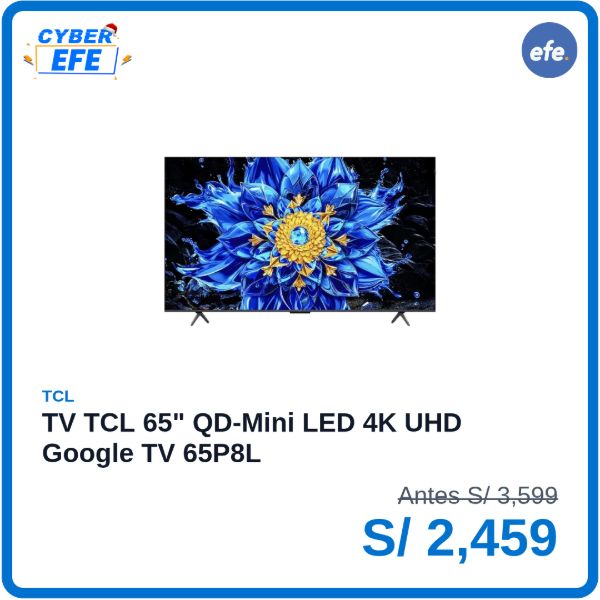 CYBER
EFE
efe.
TCL
TV TCL 65" QD-Mini LED 4K UHD
Google TV 65P8L
Antes S/ 3,599
S/ 2,459